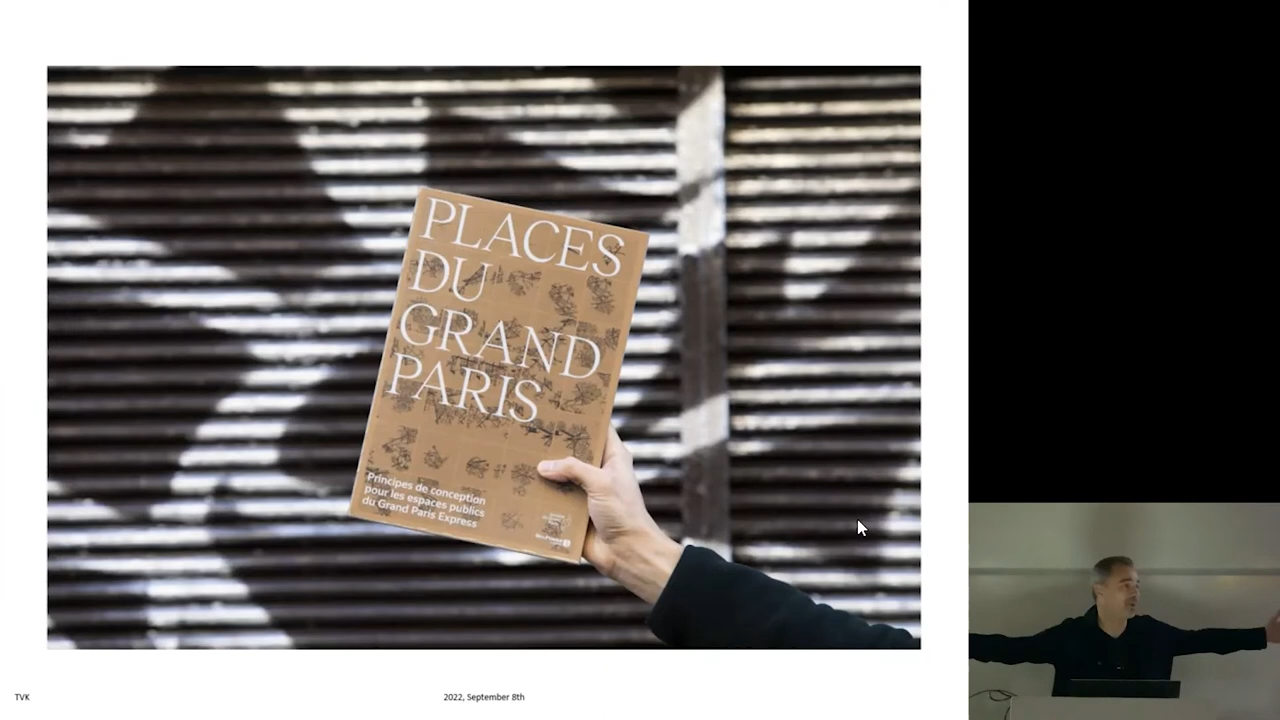 PLACES
DU
GRAND
PARIS
Principes de conception
pour les espaces publics
du Grand Paris Express
TVK
2022, September 8th